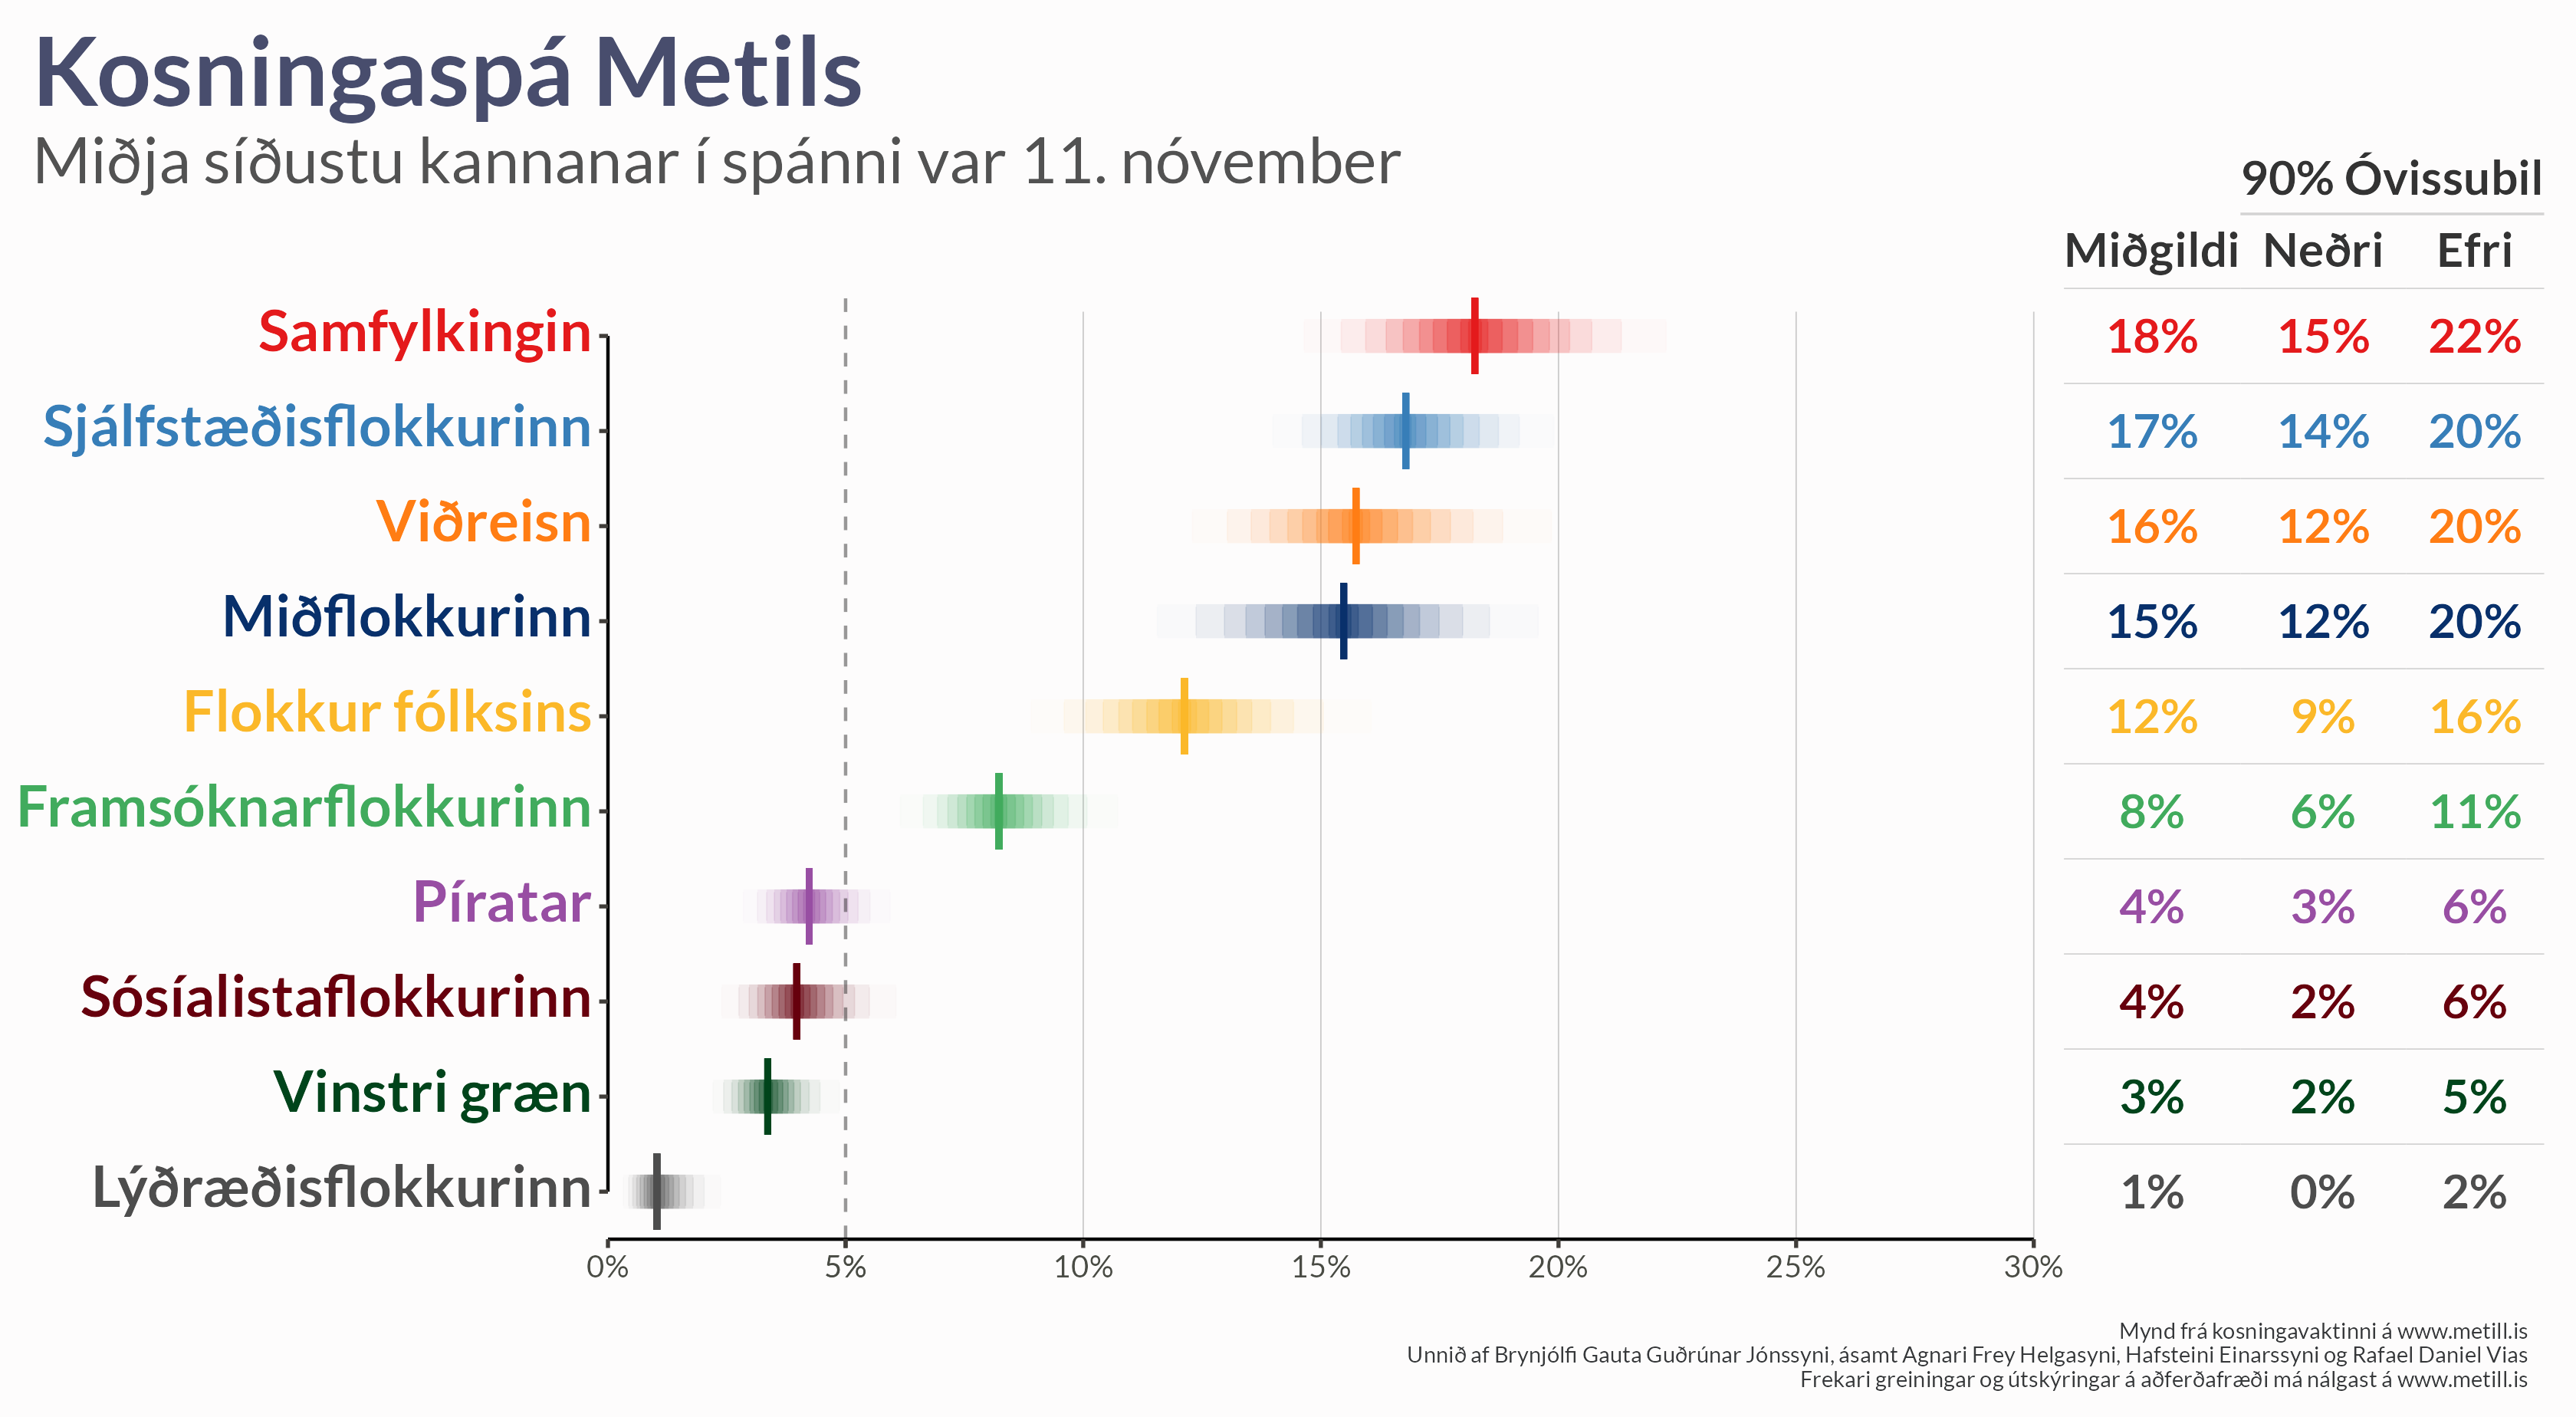 Kosningaspá Metils
Miðja síðustu kannanar í spánni var 11. nóvember
90% Óvissubil
Miðgildi Neðri Efri
Samfylkingin 18% 15% 22%
Sjálfstæðisflokkurinn 17% 14% 20%
Viðreisn 16% 12% 20%
Miðflokkurinn 15% 12% 20%
Flokkur fólksins 12% 9% 16%
Framsóknarflokkurinn 8% 6% 11%
Píratar 4% 3% 6%
Sósíalistaflokkurinn 4% 2% 6%
Vinstri græn 3% 2% 5%
Lýðræðisflokkurinn 1% 0% 2%
0% 5% 10% 15% 20% 25% 30%
Mynd frá kosningavaktinni á www.metill.is
Unnið af Brynjólfi Gauta Guðrúnar Jónssyni, ásamt Agnari Frey Helgasyni, Hafsteini Einarssyni og Rafael Daniel Vias
Frekari greiningar og útskýringar á aðferðafræði má nálgast á www.metill.is